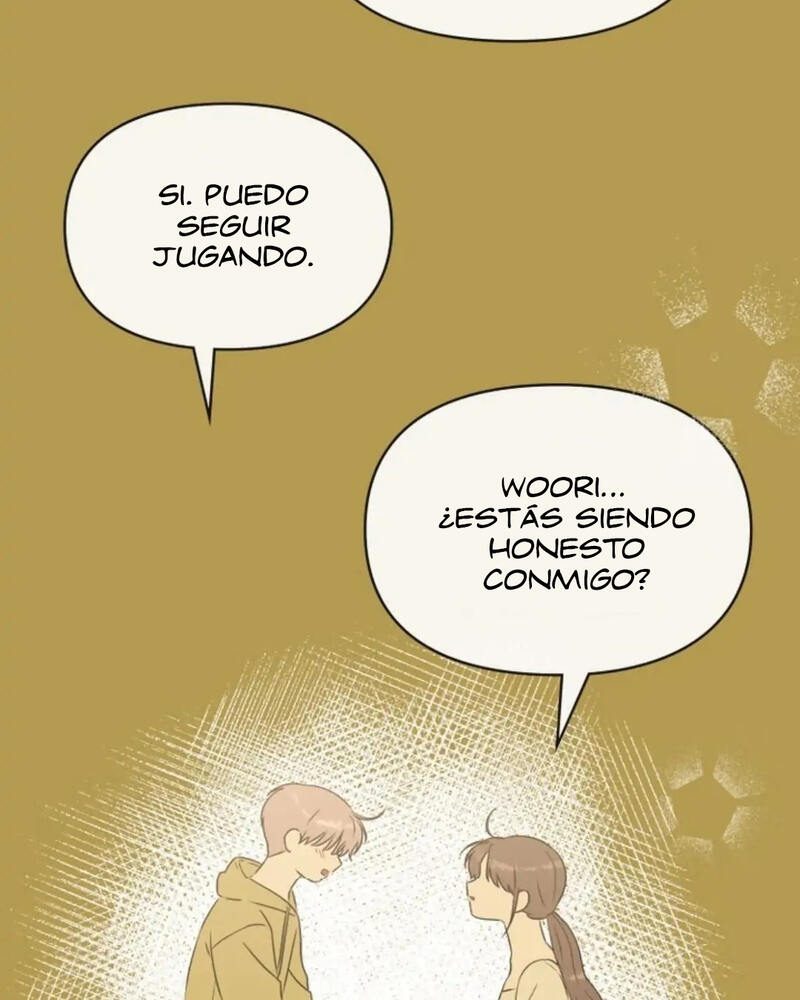 SI. PUEDO
SEGUIR
JUGANDO.
WOORI...
¿ESTÁS SIENDO
HONESTO
CONMIGO?